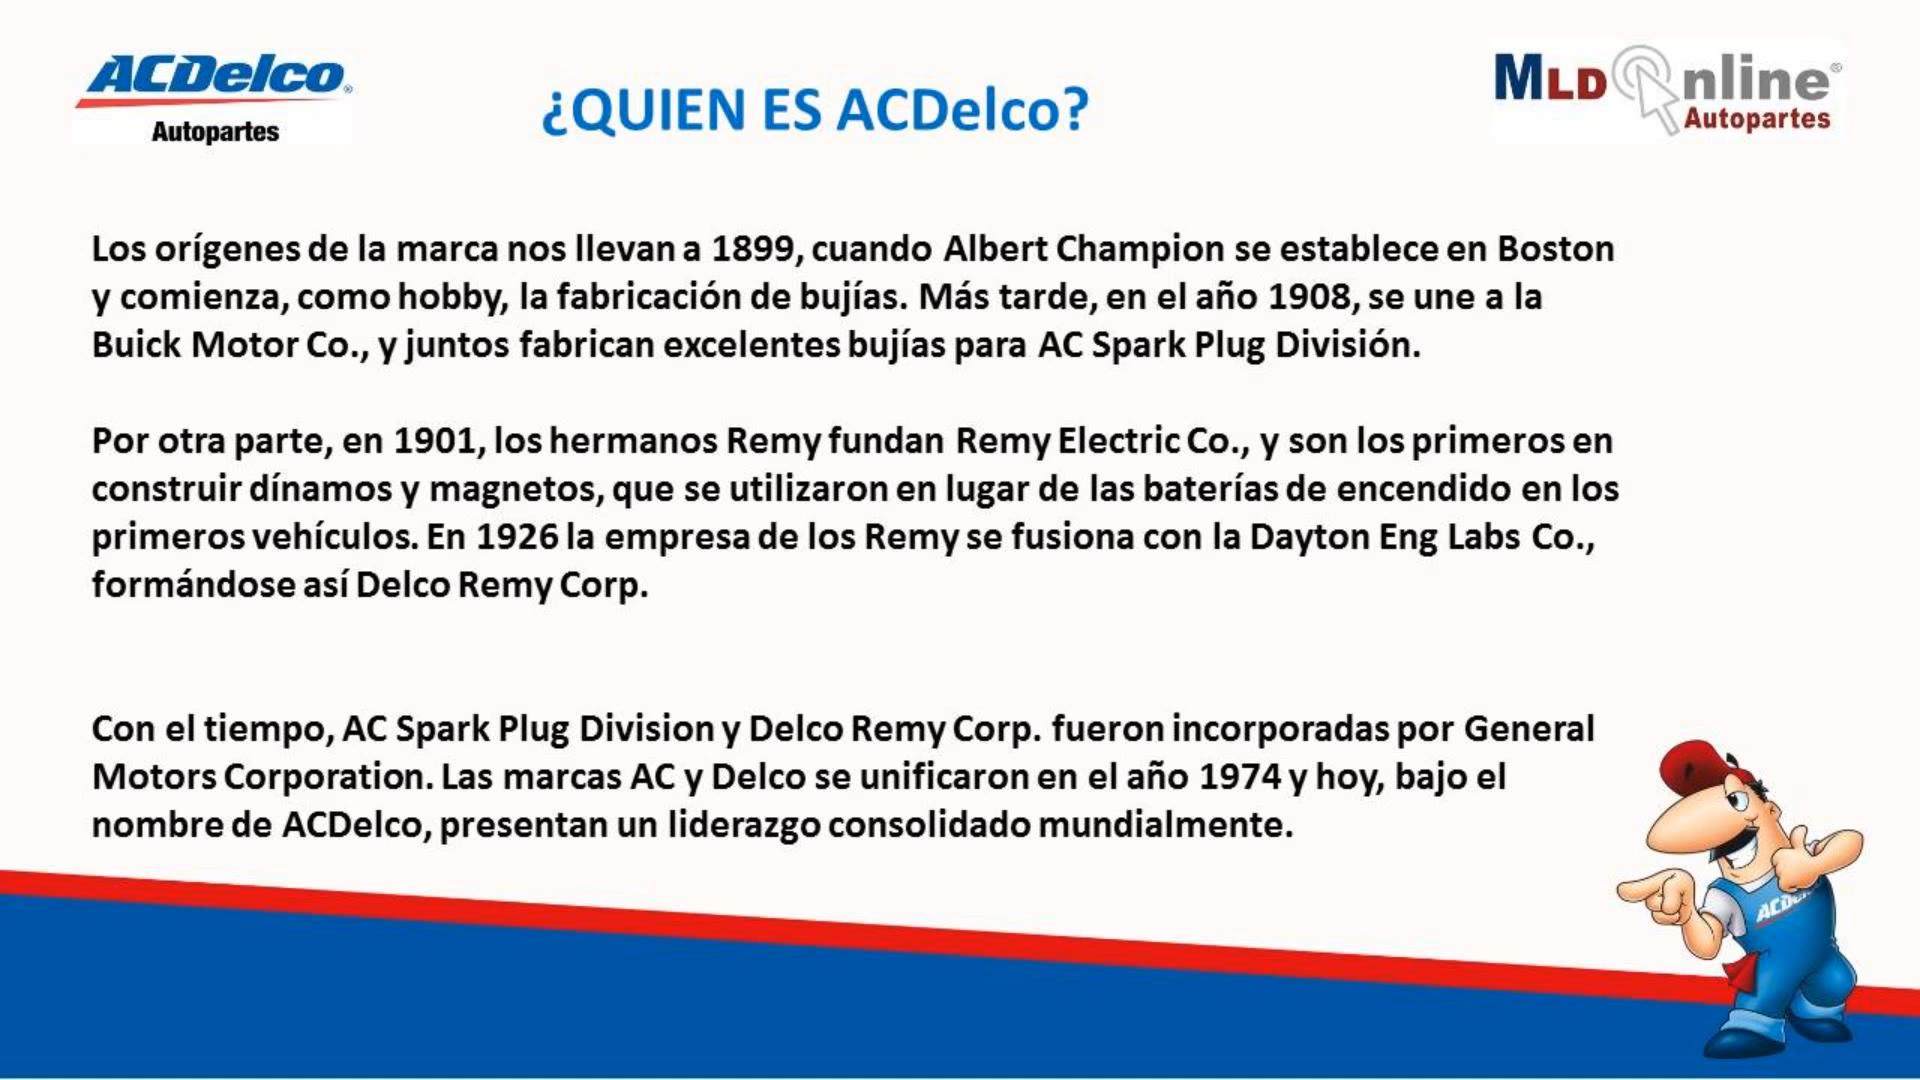 ACDelco®
Autopartes
¿QUIEN ES ACDelco?
MLD Online®
Autopartes
Los orígenes de la marca nos llevan a 1899, cuando Albert Champion se establece en Boston
y comienza, como hobby, la fabricación de bujías. Más tarde, en el año 1908, se une a la
Buick Motor Co., y juntos fabrican excelentes bujías para AC Spark Plug División.
Por otra parte, en 1901, los hermanos Remy fundan Remy Electric Co., y son los primeros en
construir dínamos y magnetos, que se utilizaron en lugar de las baterías de encendido en los
primeros vehículos. En 1926 la empresa de los Remy se fusiona con la Dayton Eng Labs Co.,
formándose así Delco Remy Corp.
Con el tiempo, AC Spark Plug Division y Delco Remy Corp. fueron incorporadas por General
Motors Corporation. Las marcas AC y Delco se unificaron en el año 1974 y hoy, bajo el
nombre de ACDelco, presentan un liderazgo consolidado mundialmente.